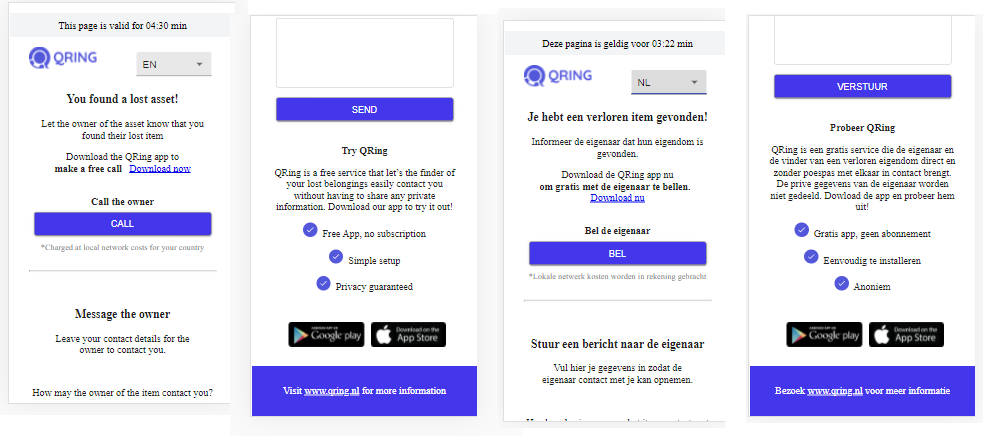 This page is valid for 04:30 min
QRING
EN
You found a lost asset!
Let the owner of the asset know that you
found their lost item
Download the QRing app to
make a free call Download now
Call the owner
CALL
*Charged at local network costs for your country
Message the owner
Leave your contact details for the
owner to contact you.
How may the owner of the item contact you?
SEND
Try QRing
QRing is a free service that let’s the finder of
your lost belongings easily contact you
without having to share any private
information. Download our app to try it out!
Free App, no subscription
Simple setup
Privacy guaranteed
Google play
Download on the
App Store
Visit www.qring.nl for more information
Deze pagina is geldig voor 03:22 min
QRING
NL
Je hebt een verloren item gevonden!
Informeer de eigenaar dat hun eigendom is
gevonden.
Download de QRing app nu
om gratis met de eigenaar te bellen.
Download nu
Bel de eigenaar
BEL
*Lokale netwerk kosten worden in rekening gebracht
Stuur een bericht naar de eigenaar
Vul hier je gegevens in zodat de
eigenaar contact met je kan opnemen.
VERSTUUR
Probeer QRing
QRing is een gratis service die de eigenaar en
de vinder van een verloren eigendom direct en
zonder poespas met elkaar in contact brengt.
De prive gegevens van de eigenaar worden
niet gedeeld. Dowload de app en probeer hem
uit!
Gratis app, geen abonnement
Eenvoudig te installeren
Anoniem
Google play
Download on the
App Store
Bezoek www.qring.nl voor meer informatie